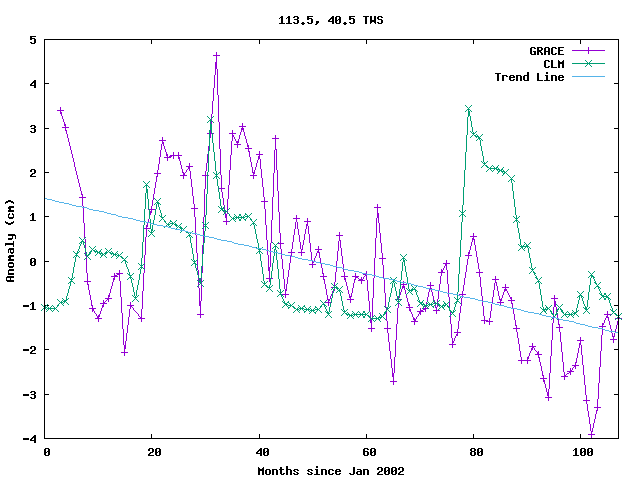 113.5, 40.5 TWS
GRACE
CLM
Trend Line
5
4
3
2
1
0
-1
-2
-3
-4
Anomaly (cm)
0 20 40 60 80 100
Months since Jan 2002